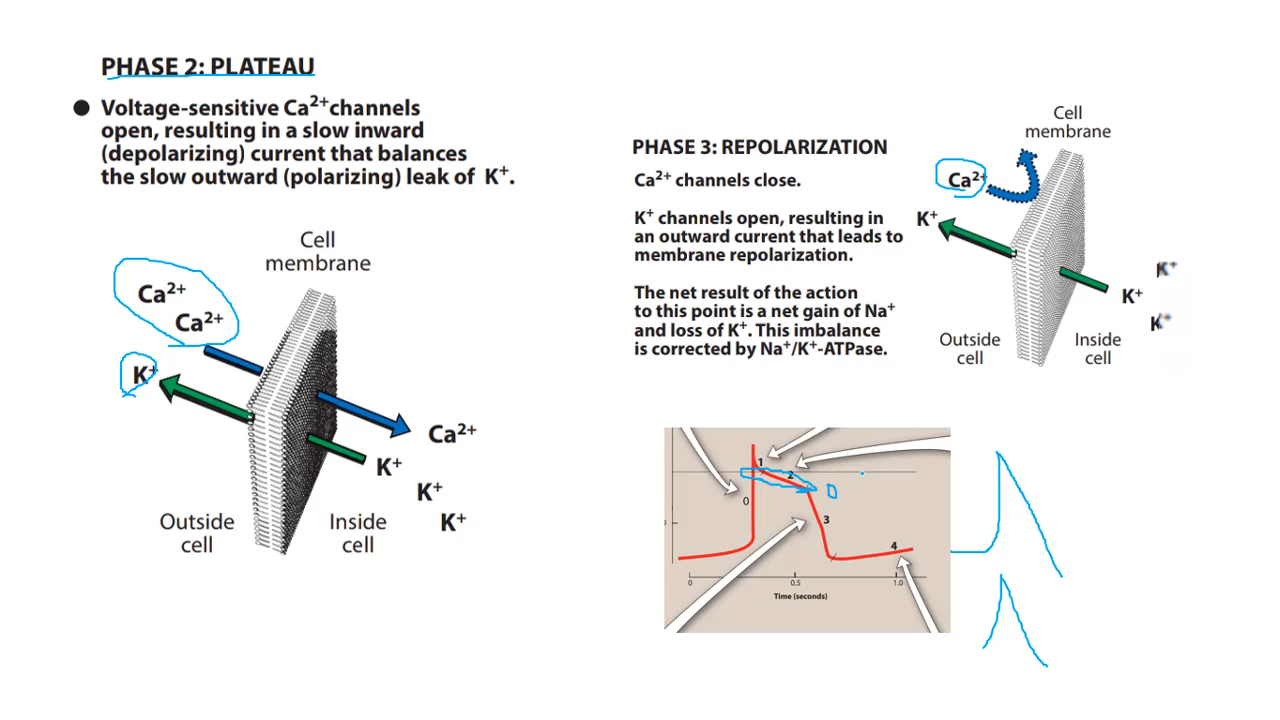 PHASE 2: PLATEAU
● Voltage-sensitive Ca²⁺channels
open, resulting in a slow inward
(depolarizing) current that balances
the slow outward (polarizing) leak of K⁺.
Cell
membrane
Ca²⁺
Ca²⁺
K⁺
Ca²⁺
K⁺
K⁺
K⁺
Outside
cell
Inside
cell
PHASE 3: REPOLARIZATION
Ca²⁺ channels close.
K⁺ channels open, resulting in
an outward current that leads to
membrane repolarization.
The net result of the action
to this point is a net gain of Na⁺
and loss of K⁺. This imbalance
is corrected by Na⁺/K⁺-ATPase.
Cell
membrane
Ca²⁺
K⁺
K⁺
K⁺
K⁺
Outside
cell
Inside
cell
1
2
0
3
4
0
0.5
1.0
Time (seconds)